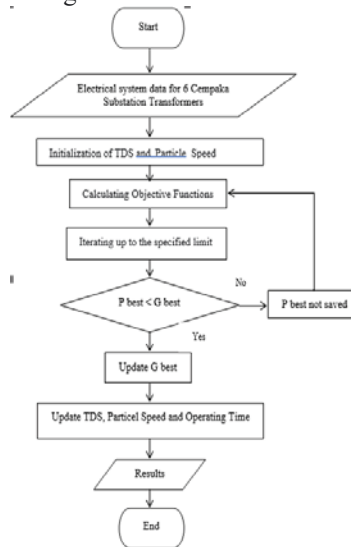 Start
Electrical system data for 6 Cempaka
Substation Transformers
Initialization of TDS and Particle Speed
Calculating Objective Functions
Iterating up to the specified limit
No
P best < G best
P best not saved
Yes
Update G best
Update TDS, Particel Speed and Operating Time
Results
End